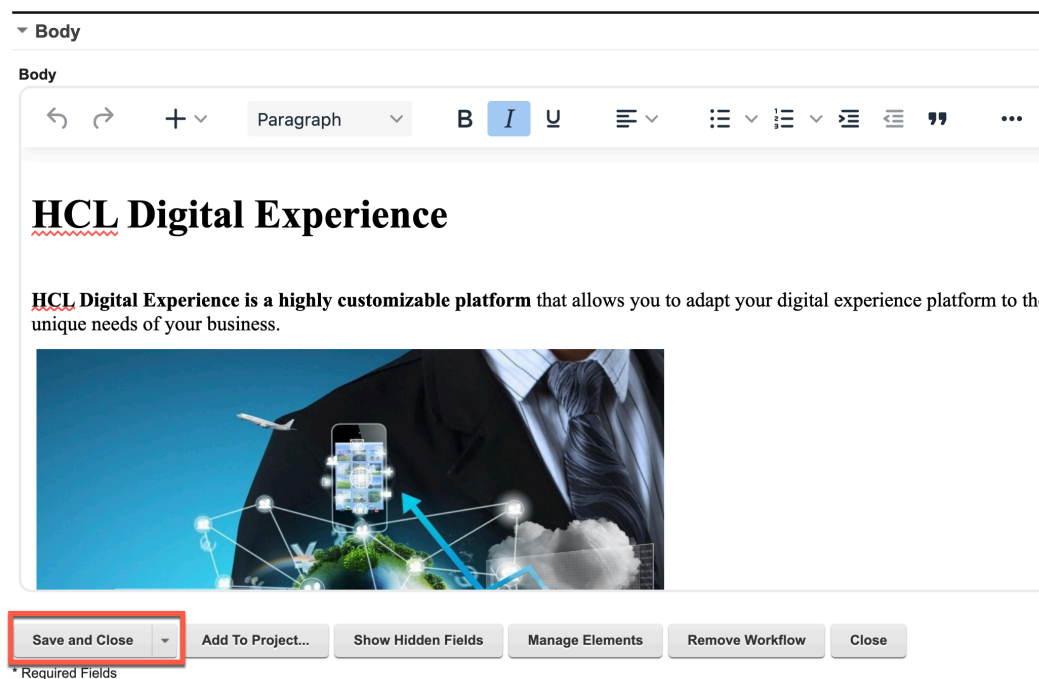 Body
Body
Paragraph
B I U
HCL Digital Experience
HCL Digital Experience is a highly customizable platform that allows you to adapt your digital experience platform to the
unique needs of your business.
Save and Close Add To Project... Show Hidden Fields Manage Elements Remove Workflow Close
* Required Fields